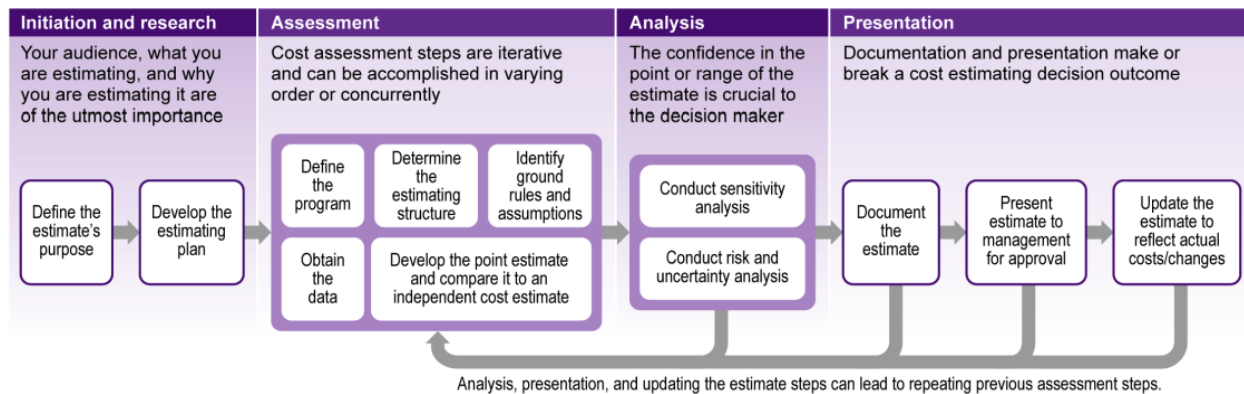 Initiation and research
Your audience, what you
are estimating, and why
you are estimating it are
of the utmost importance
Define the
estimate's
purpose
Develop the
estimating
plan
Assessment
Cost assessment steps are iterative
and can be accomplished in varying
order or concurrently
Define
the
program
Determine
the
estimating
structure
Identify
ground
rules and
assumptions
Obtain
the
data
Develop the point estimate
and compare it to an
independent cost estimate
Analysis
The confidence in the
point or range of the
estimate is crucial to
the decision maker
Conduct sensitivity
analysis
Conduct risk and
uncertainty analysis
Presentation
Documentation and presentation make or
break a cost estimating decision outcome
Document
the
estimate
Present
estimate to
management
for approval
Update the
estimate to
reflect actual
costs/changes
Analysis, presentation, and updating the estimate steps can lead to repeating previous assessment steps.